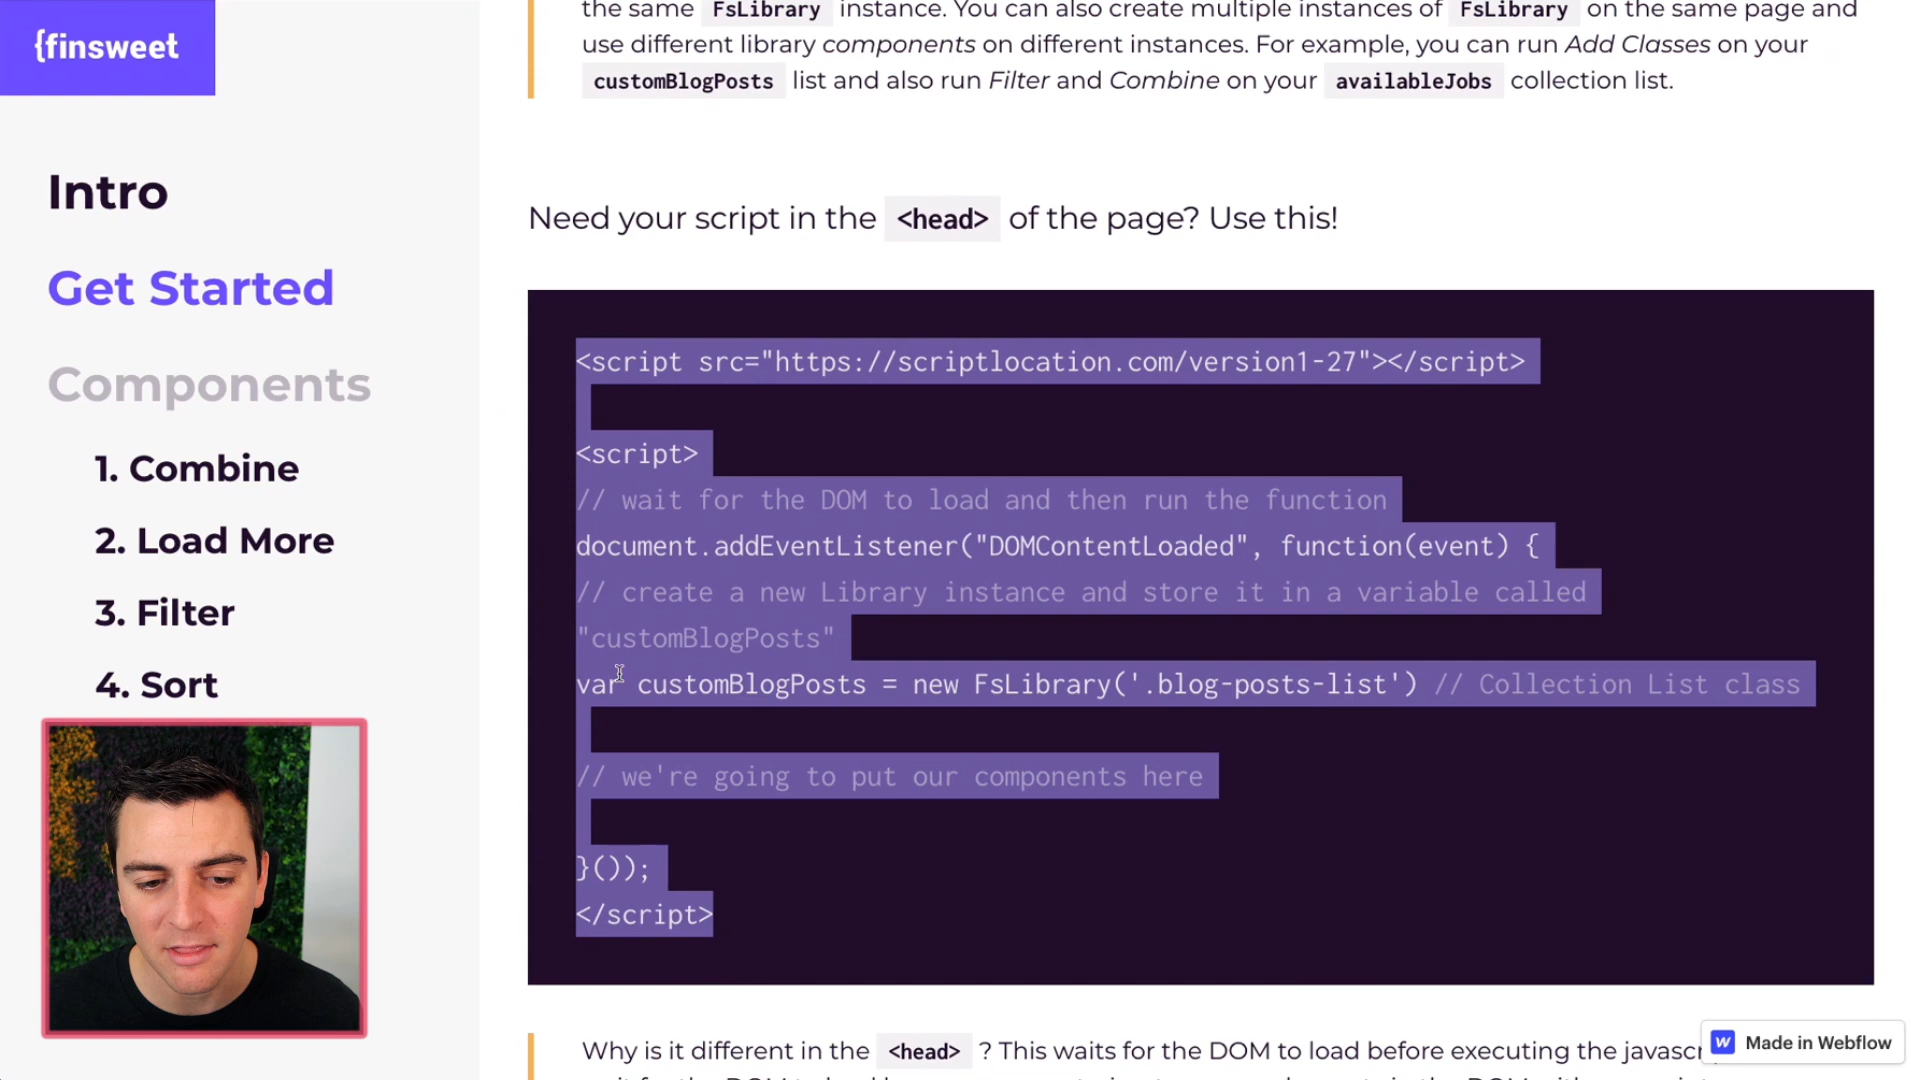 the same FsLibrary instance. You can also create multiple instances of FsLibrary on the same page and
use different library components on different instances. For example, you can run Add Classes on your
customBlogPosts list and also run Filter and Combine on your availableJobs collection list.
{finsweet
Intro
Get Started
Components
1. Combine
2. Load More
3. Filter
4. Sort
Need your script in the <head> of the page? Use this!
<script src="https://scriptlocation.com/version1-27"></script>
<script>
// wait for the DOM to load and then run the function
document.addEventListener("DOMContentLoaded", function(event) {
// create a new Library instance and store it in a variable called
"customBlogPosts"
var customBlogPosts = new FsLibrary('.blog-posts-list') // Collection List class
// we're going to put our components here
}());
</script>
Why is it different in the <head> ? This waits for the DOM to load before executing the
Made in Webflow